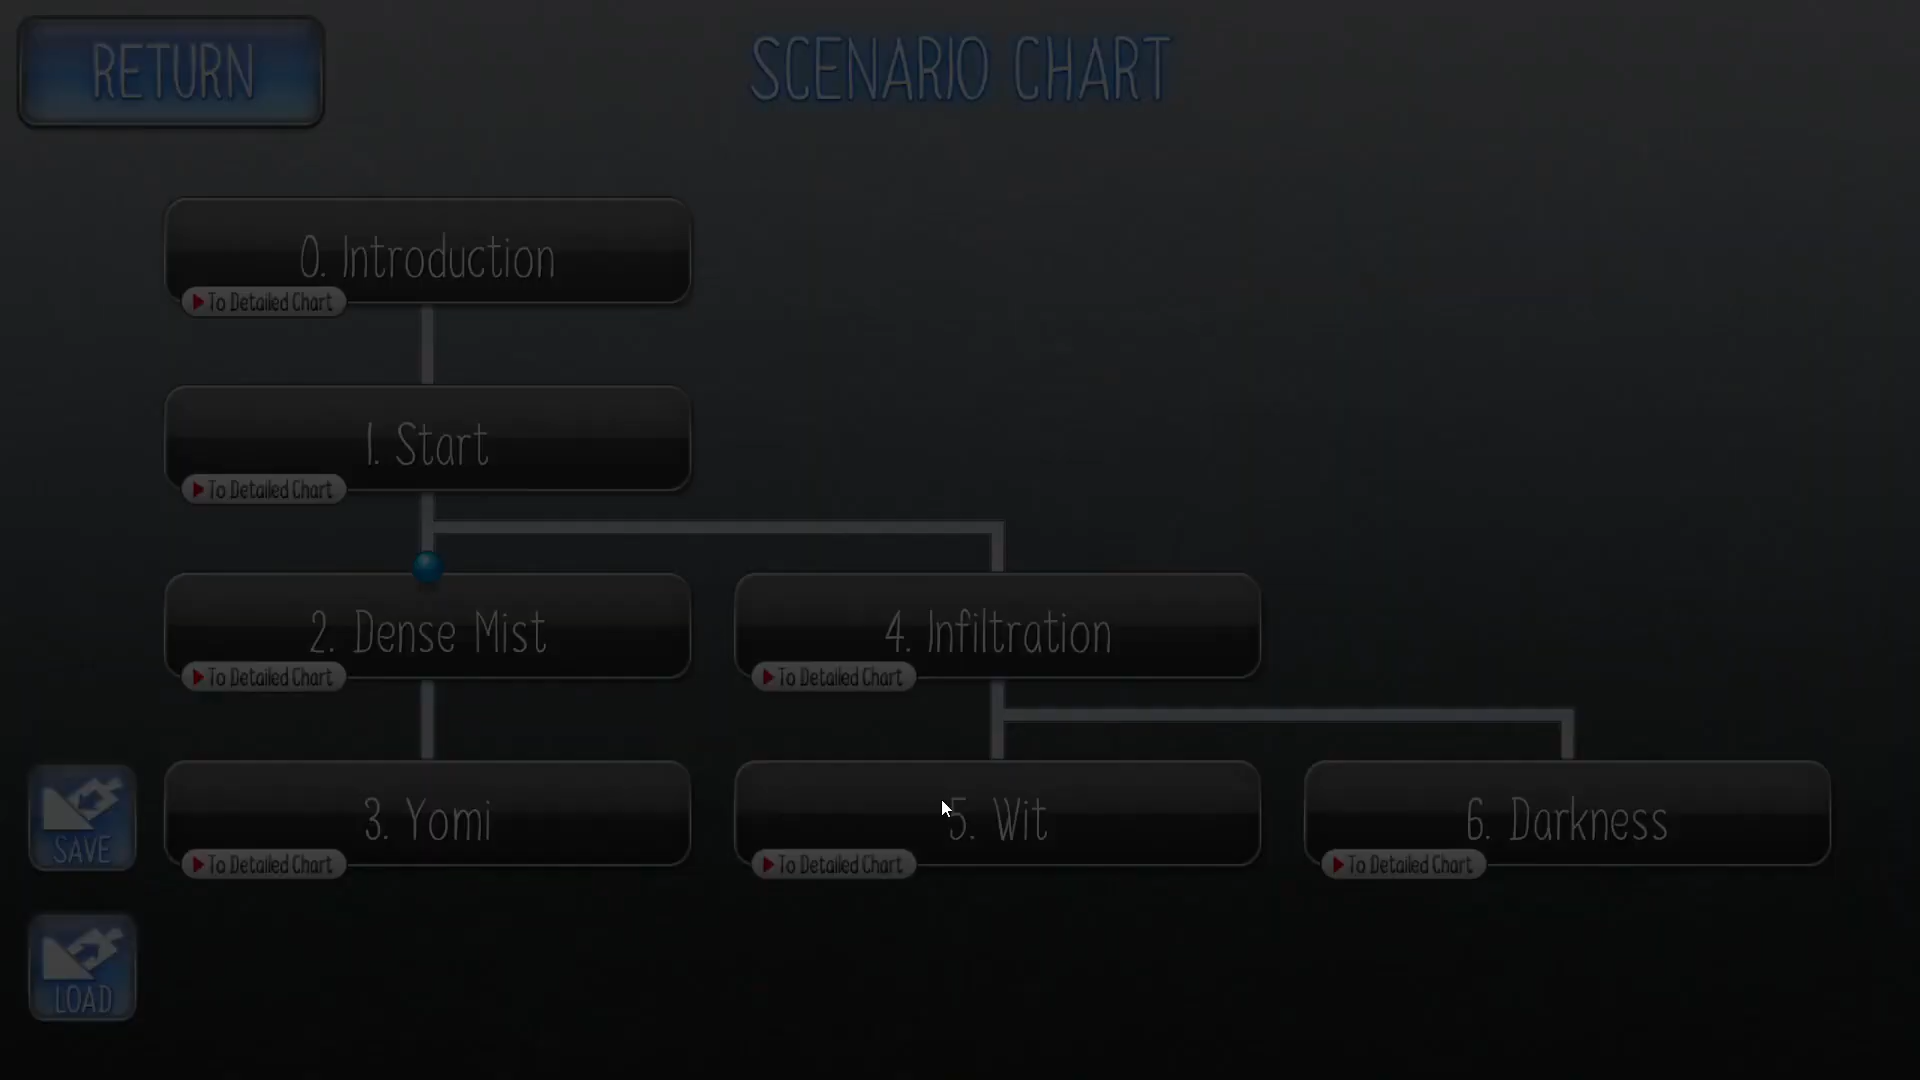 RETURN
SCENARIO CHART
0. Introduction
To Detailed Chart
1. Start
To Detailed Chart
2. Dense Mist
To Detailed Chart
4. Infiltration
To Detailed Chart
3. Yomi
To Detailed Chart
5. Wit
To Detailed Chart
6. Darkness
To Detailed Chart
SAVE
LOAD